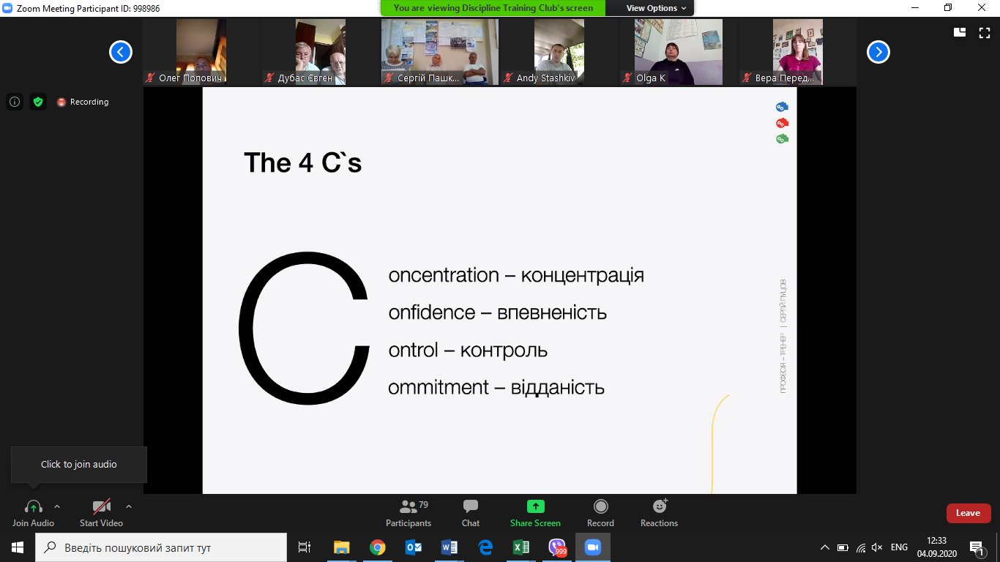 Zoom Meeting Participant ID: 998986
You are viewing Discipline Training Club's screen
View Options
Олег Попович
Дубас Євген
Сергій Пашк...
Andy Stashkiv
Olga K
Вера Перед...
Recording
The 4 C`s
C
oncentration – концентрація
onfidence – впевненість
ontrol – контроль
ommitment – відданість
ПРОФЕСІЯ – ТРЕНЕР | СЕРГІЙ ПУЦОВ
Click to join audio
Join Audio
Start Video
Participants
79
Chat
Share Screen
Record
Reactions
Leave
Введіть пошуковий запит тут
999
ENG
12:33
04.09.2020
1